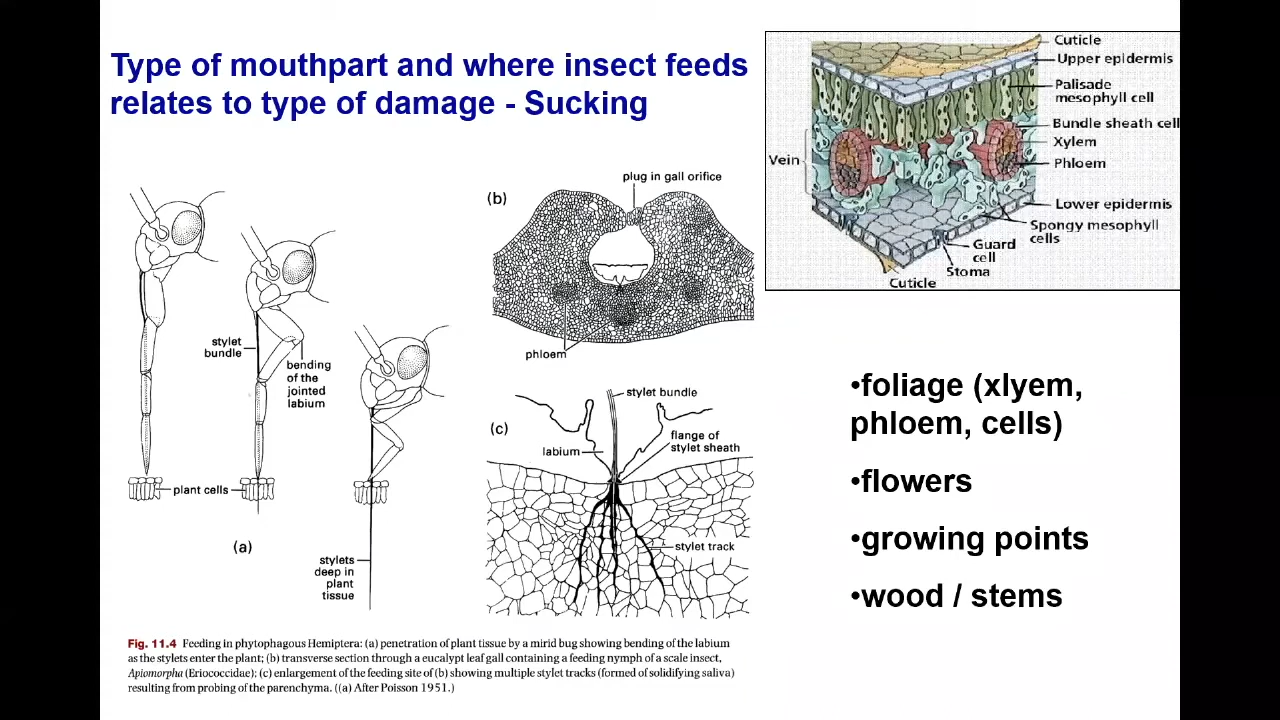 Type of mouthpart and where insect feeds
relates to type of damage - Sucking
Cuticle
Upper epidermis
Palisade
mesophyll cell
Bundle sheath cell
Xylem
Vein
Phloem
Lower epidermis
Spongy mesophyll
cells
Guard
cell
Stoma
Cuticle
stylet
bundle
bending
of the
jointed
labium
plant cells
(a)
stylets
deep in
plant
tissue
(b)
plug in gall orifice
phloem
(c)
stylet bundle
labium
flange of
stylet sheath
stylet track
•foliage (xlyem,
phloem, cells)
•flowers
•growing points
•wood / stems
Fig. 11.4 Feeding in phytophagous Hemiptera: (a) penetration of plant tissue by a mirid bug showing bending of the labium
as the stylets enter the plant; (b) transverse section through a eucalypt leaf gall containing a feeding nymph of a scale insect,
Apiomorpha (Eriococcidae); (c) enlargement of the feeding site of (b) showing multiple stylet tracks (formed of solidifying saliva)
resulting from probing of the parenchyma. ((a) After Poisson 1951.)